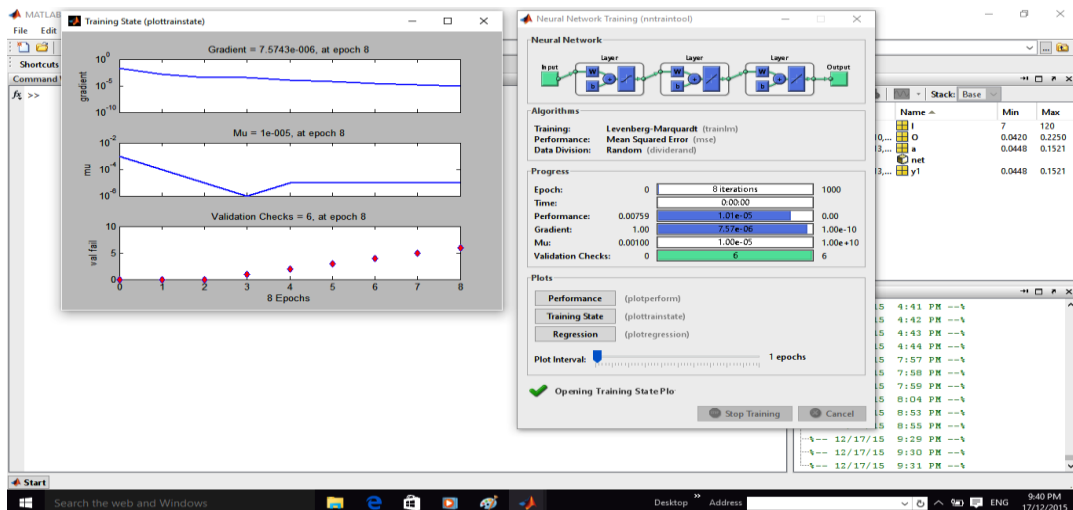 MATLAB
File Edit
Shortcuts
Command
fx >>
Training State (plottrainstate)
Gradient = 7.5743e-006, at epoch 8
gradient
10^0
10^-5
10^-10
Mu = 1e-005, at epoch 8
mu
10^-2
10^-4
10^-6
Validation Checks = 6, at epoch 8
val fail
10
5
0
0 1 2 3 4 5 6 7 8
8 Epochs
Neural Network Training (nntraintool)
Neural Network
Layer Layer Layer
Input W b + W b + W b + Output
Algorithms
Training: Levenberg-Marquardt (trainlm)
Performance: Mean Squared Error (mse)
Data Division: Random (dividerand)
Progress
Epoch: 0 8 iterations 1000
Time: 0:00:00
Performance: 0.00759 1.01e-05 0.00
Gradient: 1.00 7.57e-06 1.00e-10
Mu: 0.00100 1.00e-05 1.00e+10
Validation Checks: 0 6 6
Plots
Performance (plotperform)
Training State (plottrainstate)
Regression (plotregression)
Plot Interval: 1 epochs
Opening Training State Plot
Stop Training Cancel
Stack: Base
Name Min Max
I 7 120
O 0.0420 0.2250
a 0.0448 0.1521
net
y1 0.0448 0.1521
15 4:41 PM --%
15 4:42 PM --%
15 4:43 PM --%
15 4:44 PM --%
15 7:57 PM --%
15 7:58 PM --%
15 7:59 PM --%
15 8:04 PM --%
15 8:53 PM --%
15 8:55 PM --%
%-- 12/17/15 9:29 PM --%
%-- 12/17/15 9:30 PM --%
%-- 12/17/15 9:31 PM --%
Start
Search the web and Windows
Desktop » Address
ENG
9:40 PM
17/12/2015